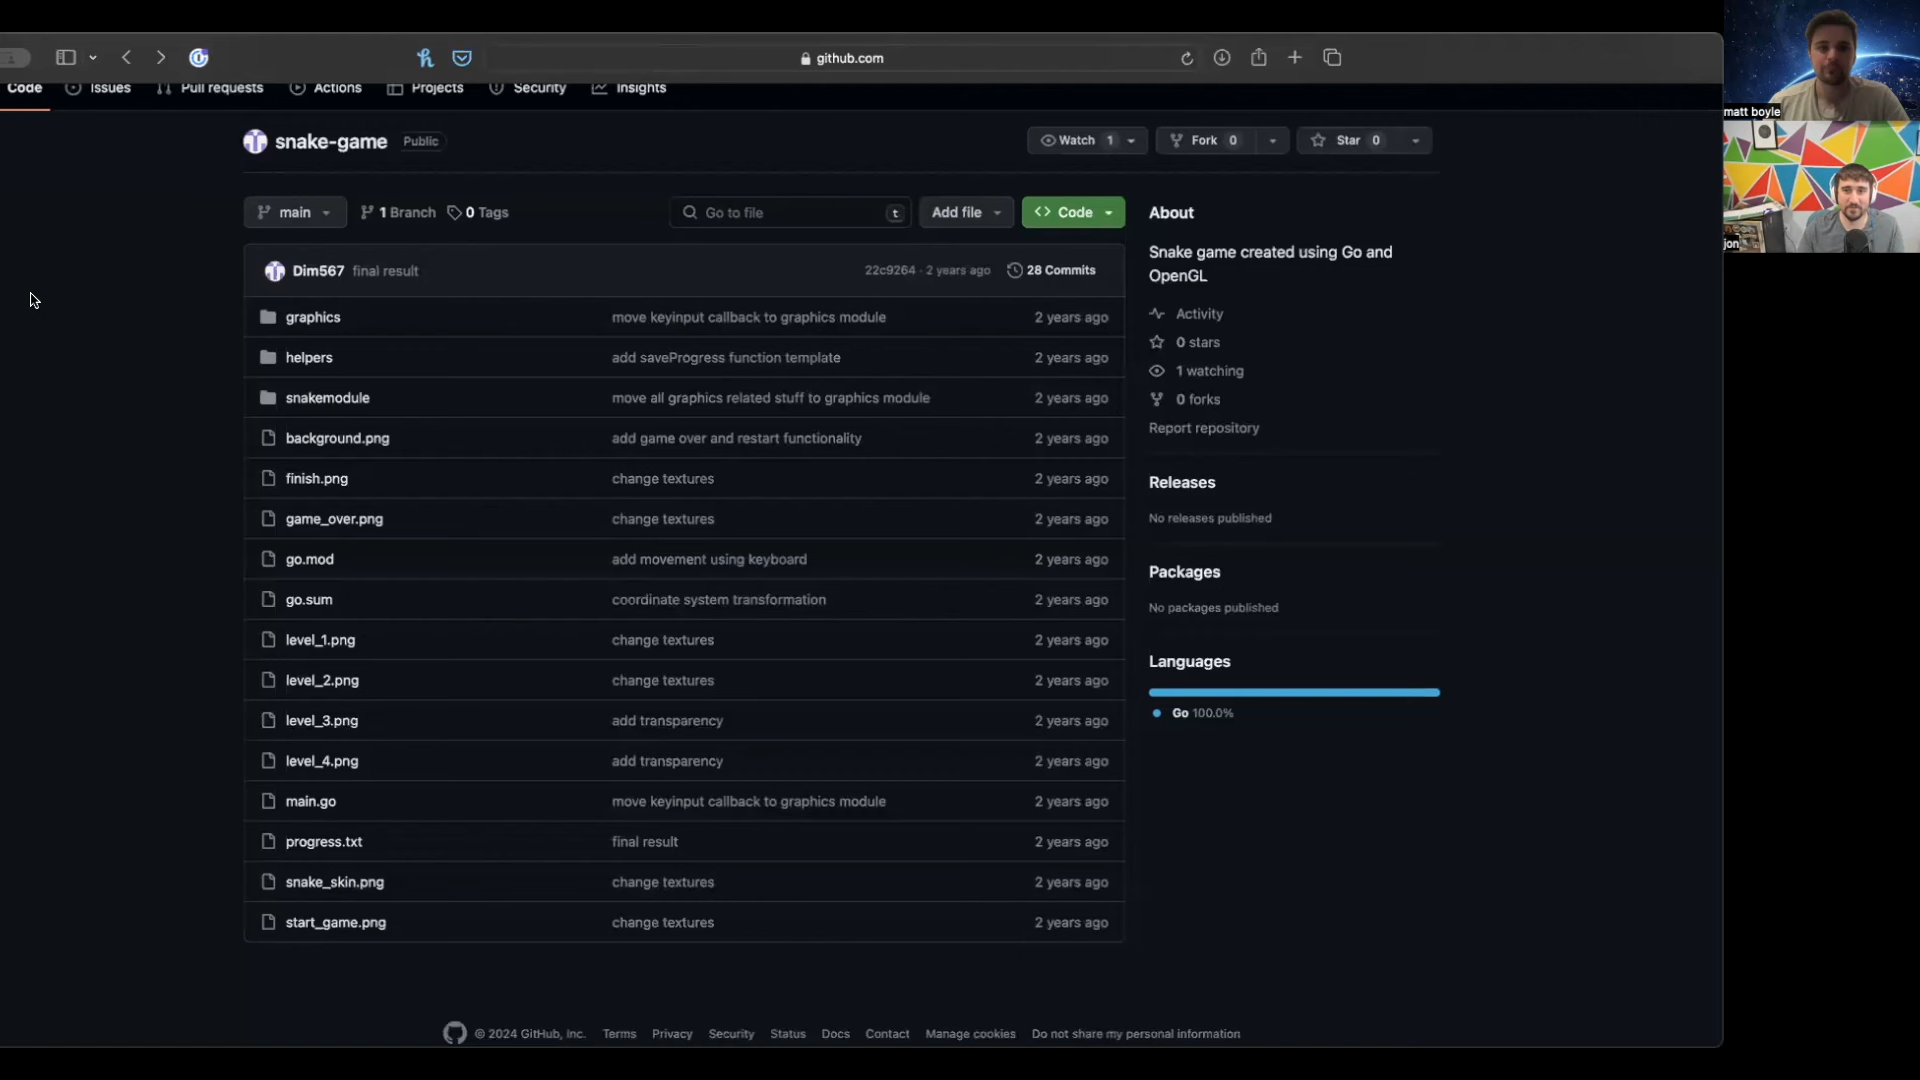 github.com
Code Issues Pull requests Actions Projects Security Insights
matt boyle
snake-game Public
Watch 1 Fork 0 Star 0
jon
main 1 Branch 0 Tags Go to file t Add file Code
About
Snake game created using Go and
OpenGL
Dim567 final result 22c9264 · 2 years ago 28 Commits
graphics move keyinput callback to graphics module 2 years ago
helpers add saveProgress function template 2 years ago
snakemodule move all graphics related stuff to graphics module 2 years ago
background.png add game over and restart functionality 2 years ago
finish.png change textures 2 years ago
game_over.png change textures 2 years ago
go.mod add movement using keyboard 2 years ago
go.sum coordinate system transformation 2 years ago
level_1.png change textures 2 years ago
level_2.png change textures 2 years ago
level_3.png add transparency 2 years ago
level_4.png add transparency 2 years ago
main.go move keyinput callback to graphics module 2 years ago
progress.txt final result 2 years ago
snake_skin.png change textures 2 years ago
start_game.png change textures 2 years ago
Activity
0 stars
1 watching
0 forks
Report repository
Releases
No releases published
Packages
No packages published
Languages
Go 100.0%
© 2024 GitHub, Inc. Terms Privacy Security Status Docs Contact Manage cookies Do not share my personal information